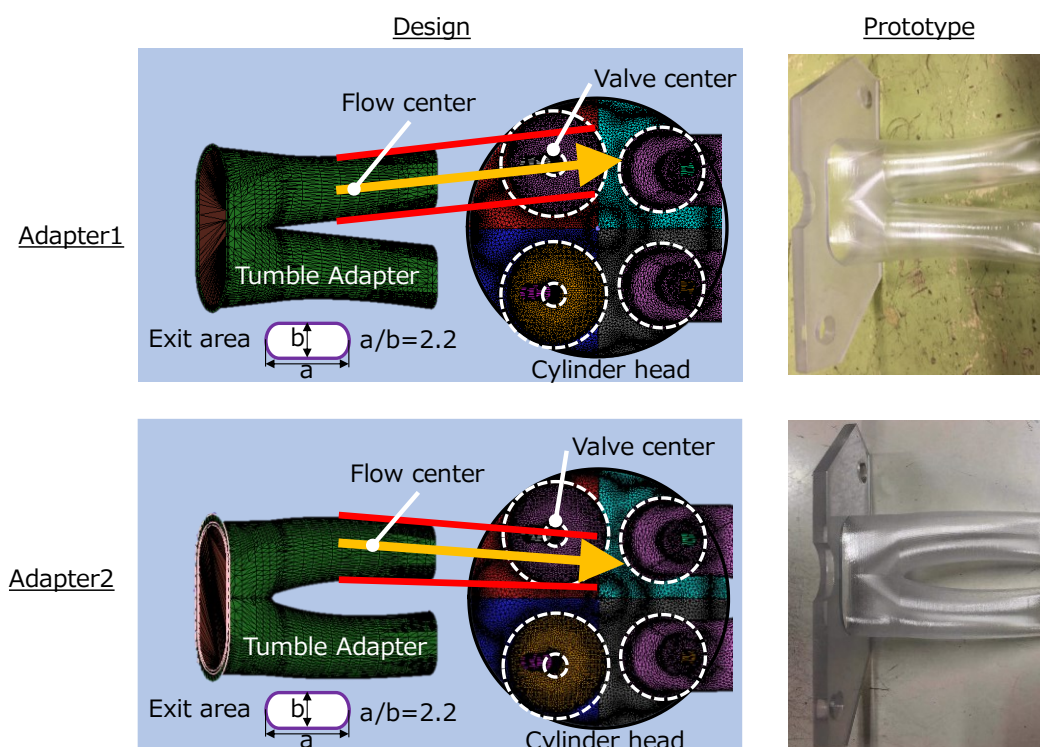 Design
Prototype
Adapter1
Valve center
Flow center
Tumble Adapter
Exit area
b
a
a/b=2.2
Cylinder head
Adapter2
Valve center
Flow center
Tumble Adapter
Exit area
b
a
a/b=2.2
Cylinder head